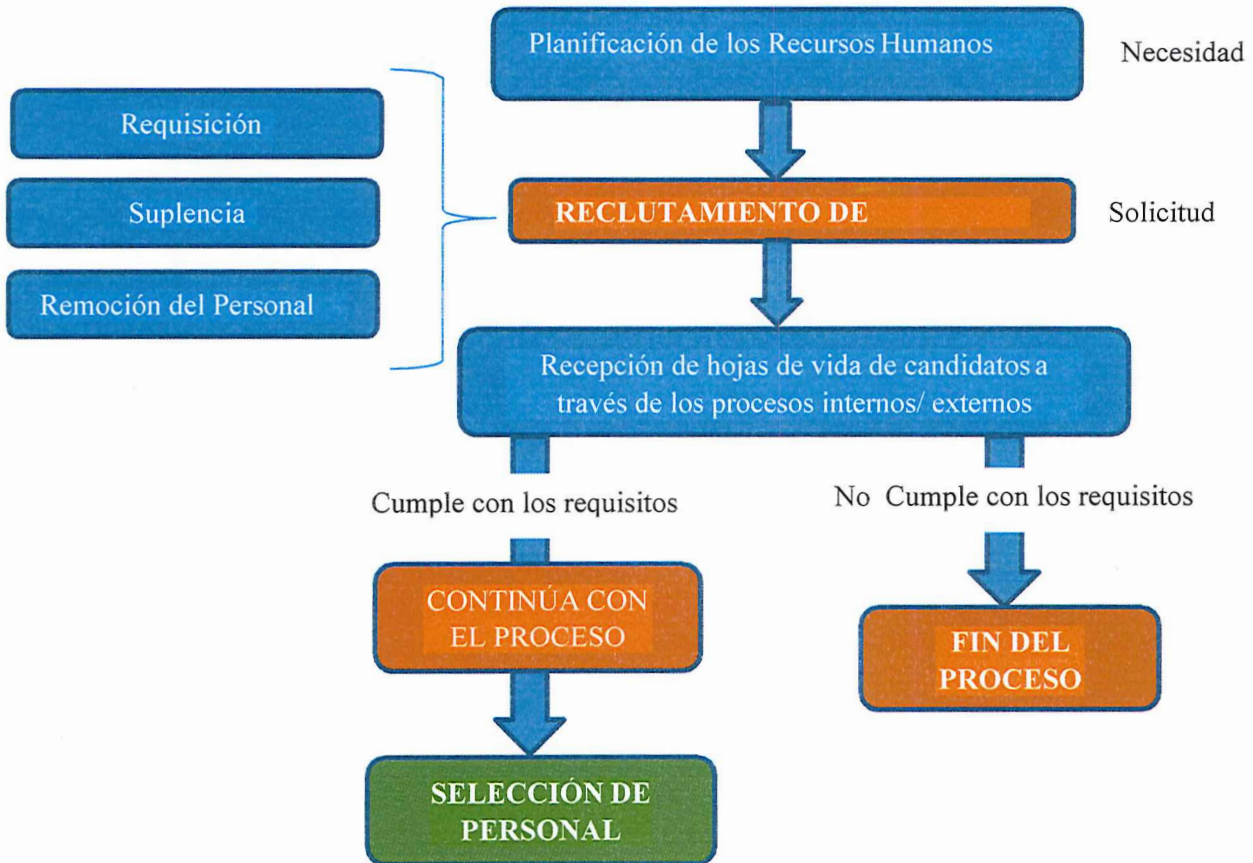 Planificación de los Recursos Humanos
Necesidad
Requisición
Suplencia
Remoción del Personal
RECLUTAMIENTO DE
Solicitud
Recepción de hojas de vida de candidatos a
través de los procesos internos/ externos
Cumple con los requisitos
No Cumple con los requisitos
CONTINÚA CON
EL PROCESO
FIN DEL
PROCESO
SELECCIÓN DE
PERSONAL